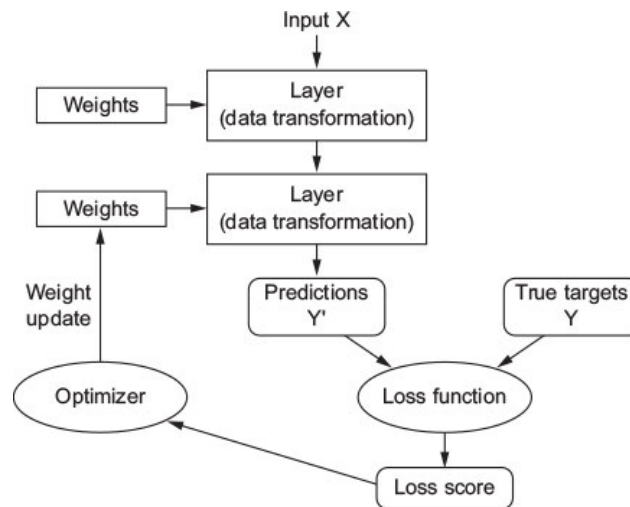 Input X
Layer
(data transformation)
Weights
Layer
(data transformation)
Weights
Weight
update
Predictions
Y'
True targets
Y
Optimizer
Loss function
Loss score